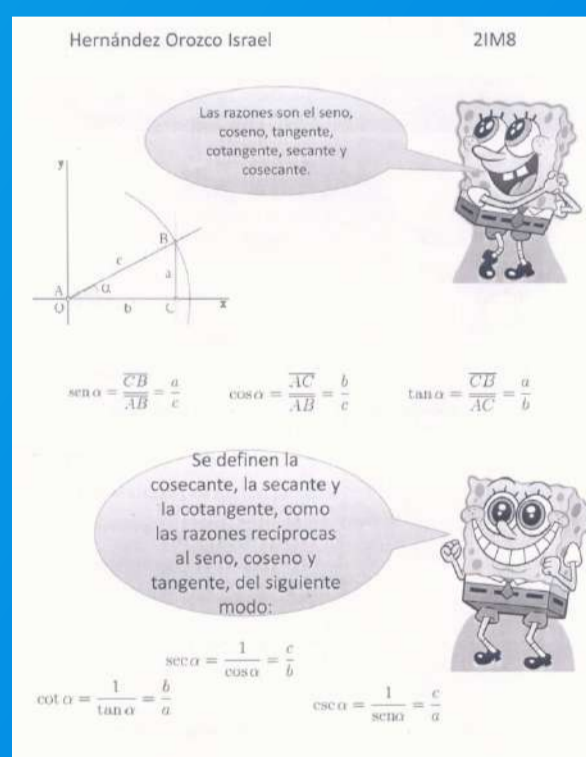 Hernández Orozco Israel 2IM8
Las razones son el seno,
coseno, tangente,
cotangente, secante y
cosecante.
y
B
c
a
A
α
O
b
C
x
sen α = CB/AB = a/c cos α = AC/AB = b/c tan α = CB/AC = a/b
Se definen la
cosecante, la secante y
la cotangente, como
las razones recíprocas
al seno, coseno y
tangente, del siguiente
modo:
sec α = 1/cos α = c/b
cot α = 1/tan α = b/a csc α = 1/senα = c/a